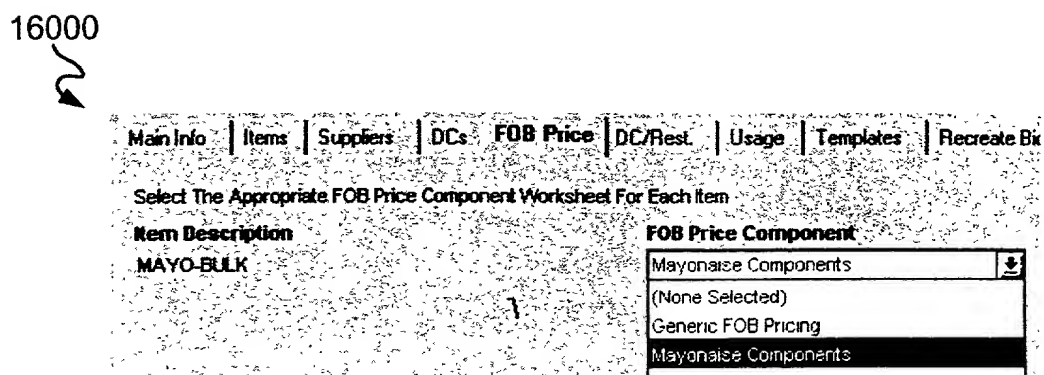 16000
Main Info | Items | Suppliers | DCs FOB Price | DC/Rest. | Usage | Templates | Recreate Bi
Select The Appropriate FOB Price Component Worksheet For Each Item
Item Description FOB Price Component
MAYO-BULK Mayonaise Components
(None Selected)
Generic FOB Pricing
Mayonaise Components